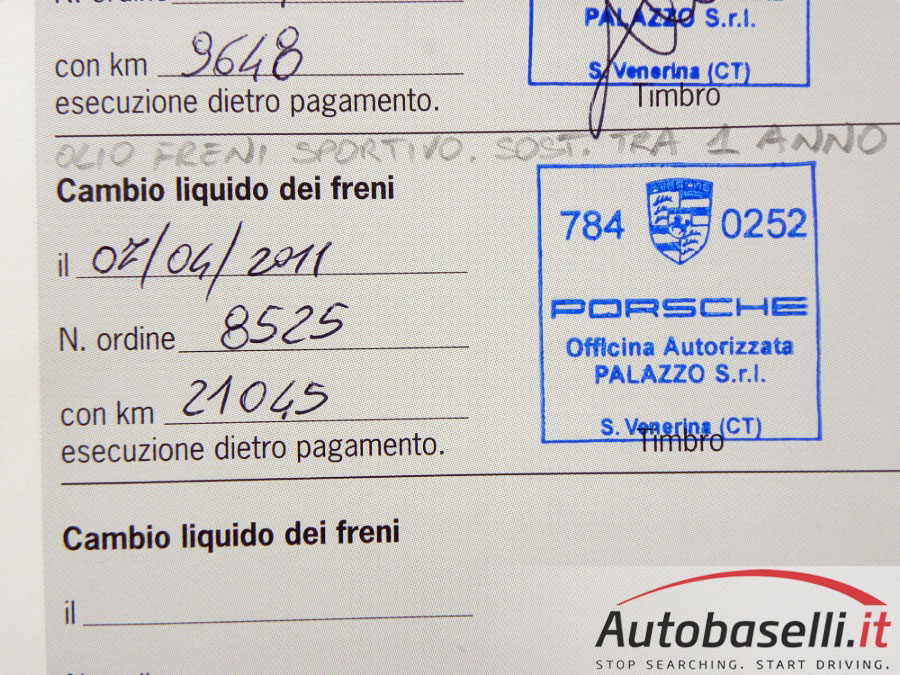 N. ordine
PALAZZO S.r.l.
con km 9648
S. Venerina (CT)
Timbro
esecuzione dietro pagamento.
OLIO FRENI SPORTIVO. SOST. TRA 1 ANNO
Cambio liquido dei freni
PORSCHE
784 0252
il 07/04/2011
PORSCHE
N. ordine 8525
Officina Autorizzata
PALAZZO S.r.l.
con km 21045
S. Venerina (CT)
Timbro
esecuzione dietro pagamento.
Cambio liquido dei freni
il
Autobaselli.it
STOP SEARCHING. START DRIVING.